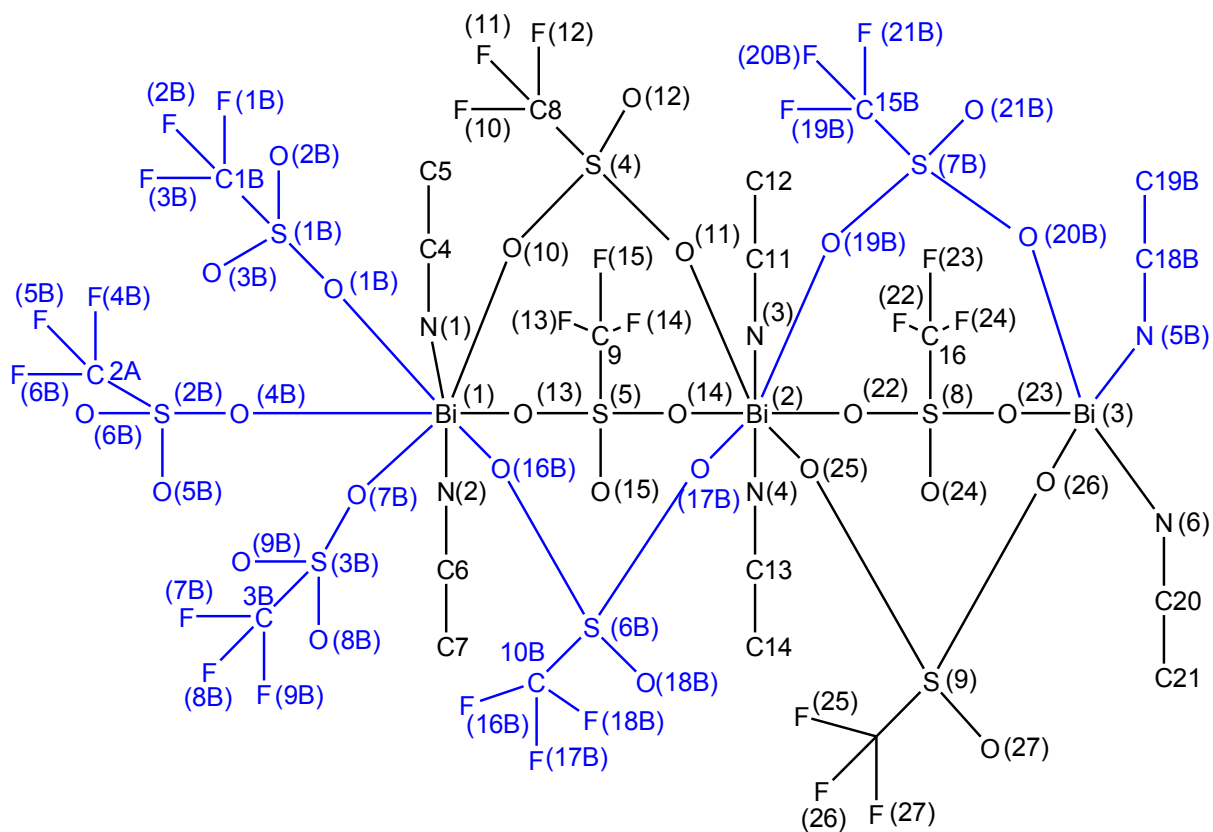 (11) F(12) F F(21B)
F (20B)F
(2B) F(1B) F C8 O(12) F C15B O(21B)
F (10) (19B)
O(2B) C5 S(4) C12 S(7B) C19B
F C1B
(3B) S(1B) C4 O(10) F(15) O(11) C11 O(19B) F(23) O(20B) C18B
O(3B) O(1B)
(5B) F(4B) (22)
F N(1) (13)F C F(14) N(3) F C F(24) N(5B)
9 16
F C2A
(6B) (2B) (4B) (1) (13) (5) (14) (2) (22) (8) (23)
O S O Bi O S O Bi O S O Bi(3)
(6B)
O(5B) O(7B) N(2) O(16B) O(15) O N(4) O(25) O(24) O(26)
(17B) N(6)
(9B)
O S(3B) C6 C13
(7B) 3B C20
F C O(8B) C7 S(6B) C14
10B
F F(9B) C O(18B) S(9) C21
(8B) F F(18B) (25)
(16B) F O(27)
F(17B)
F F(27)
(26)